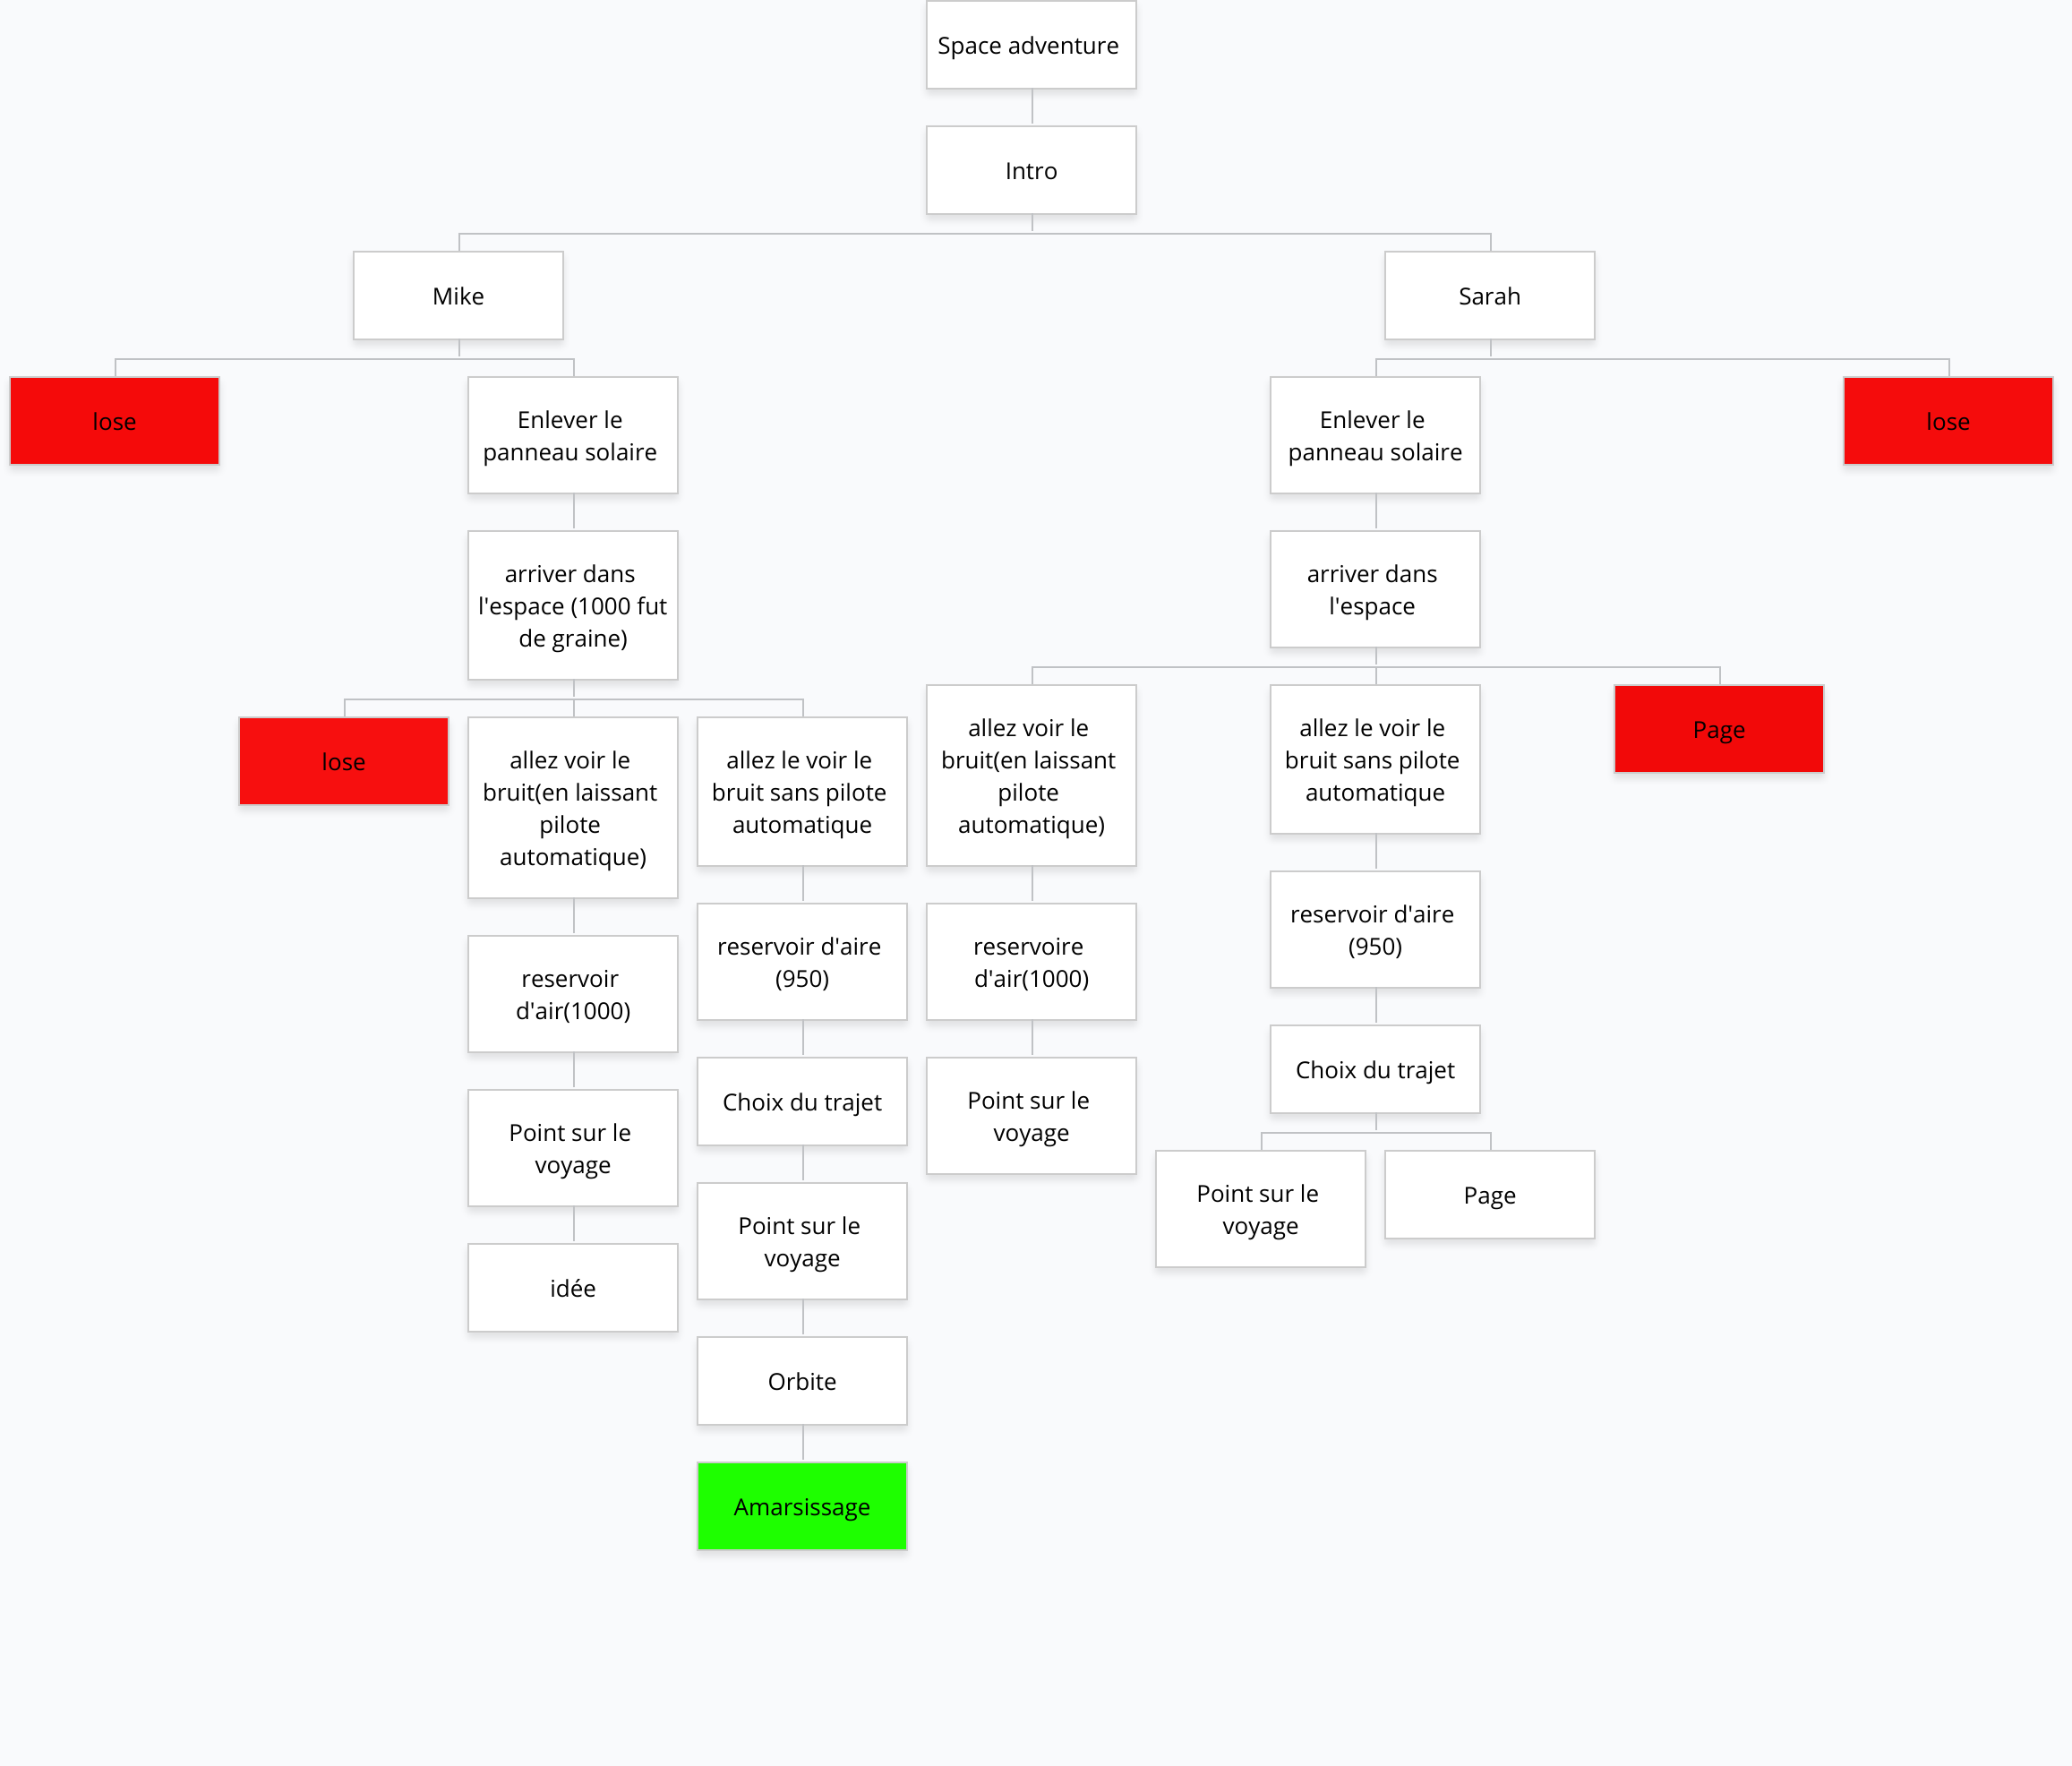 Space adventure
Intro
Mike
Sarah
lose
Enlever le
panneau solaire
Enlever le
panneau solaire
lose
arriver dans
l'espace (1000 fut
de graine)
arriver dans
l'espace
lose
allez voir le
bruit(en laissant
pilote
automatique)
allez le voir le
bruit sans pilote
automatique
allez voir le
bruit(en laissant
pilote
automatique)
allez le voir le
bruit sans pilote
automatique
Page
reservoir
d'air(1000)
reservoir d'aire
(950)
reservoire
d'air(1000)
reservoir d'aire
(950)
Point sur le
voyage
Choix du trajet
Point sur le
voyage
Choix du trajet
idée
Point sur le
voyage
Point sur le
voyage
Page
Orbite
Amarsissage